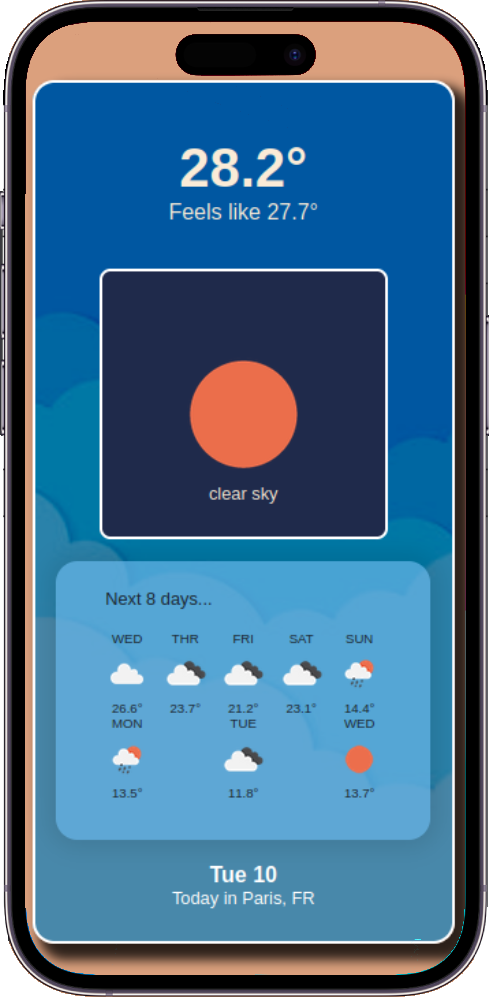 28.2°
Feels like 27.7°
clear sky
Next 8 days...
WED THR FRI SAT SUN
26.6° 23.7° 21.2° 23.1° 14.4°
MON TUE WED
13.5° 11.8° 13.7°
Tue 10
Today in Paris, FR